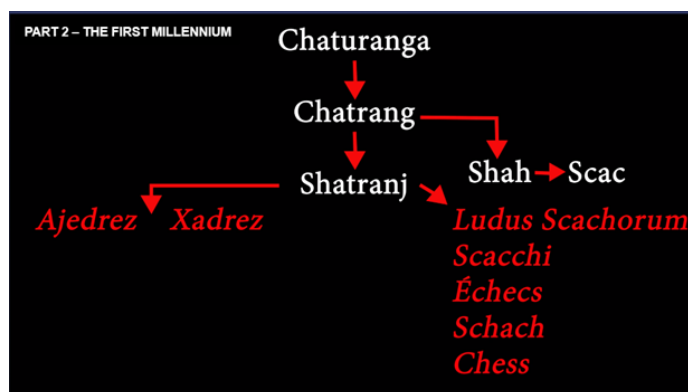 PART 2 – THE FIRST MILLENNIUM
Chaturanga
Chatrang
Shatranj
Shah
Scac
Ajedrez
Xadrez
Ludus Scachorum
Scacchi
Échecs
Schach
Chess